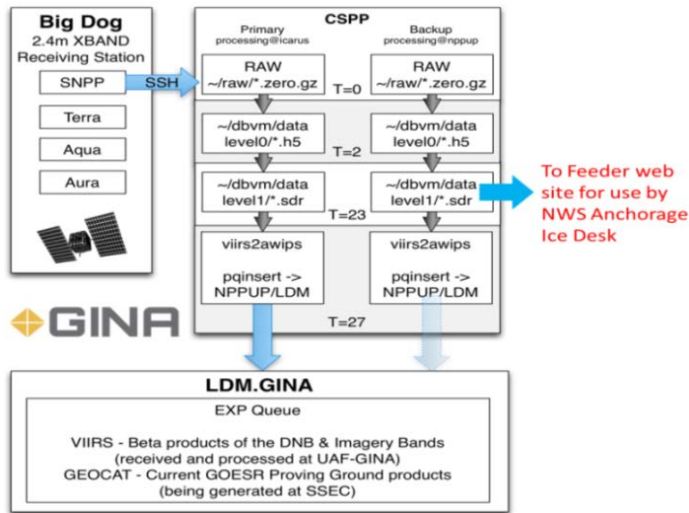 Big Dog
2.4m XBAND
Receiving Station
SNPP
Terra
Aqua
Aura
SSH
CSPP
Primary
processing@icarus
RAW
~/raw/*.zero.gz
T=0
~/dbvm/data
level0/*.h5
T=2
~/dbvm/data
level1/*.sdr
T=23
viirs2awips
pqinsert ->
NPPUP/LDM
T=27
Backup
processing@nppup
RAW
~/raw/*.zero.gz
~/dbvm/data
level0/*.h5
~/dbvm/data
level1/*.sdr
viirs2awips
pqinsert ->
NPPUP/LDM
To Feeder web
site for use by
NWS Anchorage
Ice Desk
GINA
LDM.GINA
EXP Queue
VIIRS - Beta products of the DNB & Imagery Bands
(received and processed at UAF-GINA)
GEOCAT - Current GOESR Proving Ground products
(being generated at SSEC)